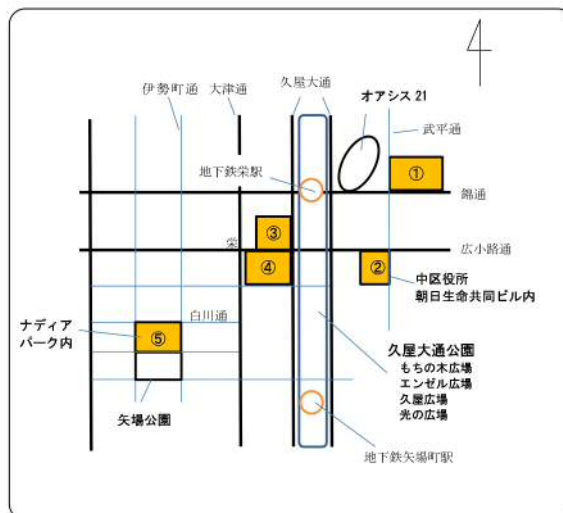 久屋大通
オアシス 21
伊勢町通
大津通
武平通
地下鉄栄駅
①
錦通
③
栄
広小路通
④
②
中区役所
朝日生命共同ビル内
白川通
ナディア
パーク内
⑤
久屋大通公園
もちの木広場
エンゼル広場
久屋広場
光の広場
矢場公園
地下鉄矢場町駅